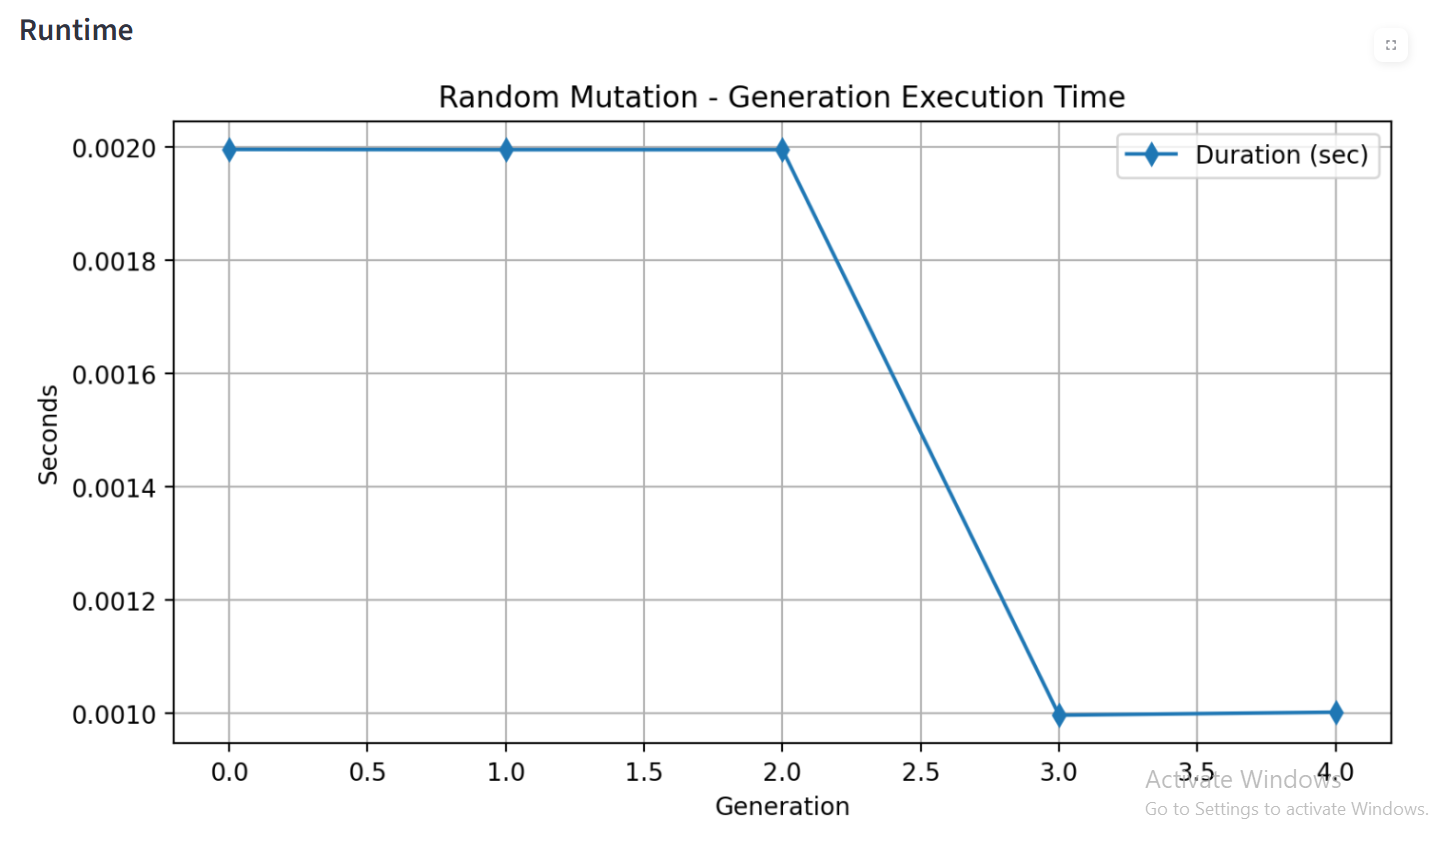 Runtime
Random Mutation - Generation Execution Time
Duration (sec)
0.0020
0.0018
0.0016
0.0014
0.0012
0.0010
Seconds
0.0 0.5 1.0 1.5 2.0 2.5 3.0 3.5 4.0
Generation
Activate Windows
Go to Settings to activate Windows.